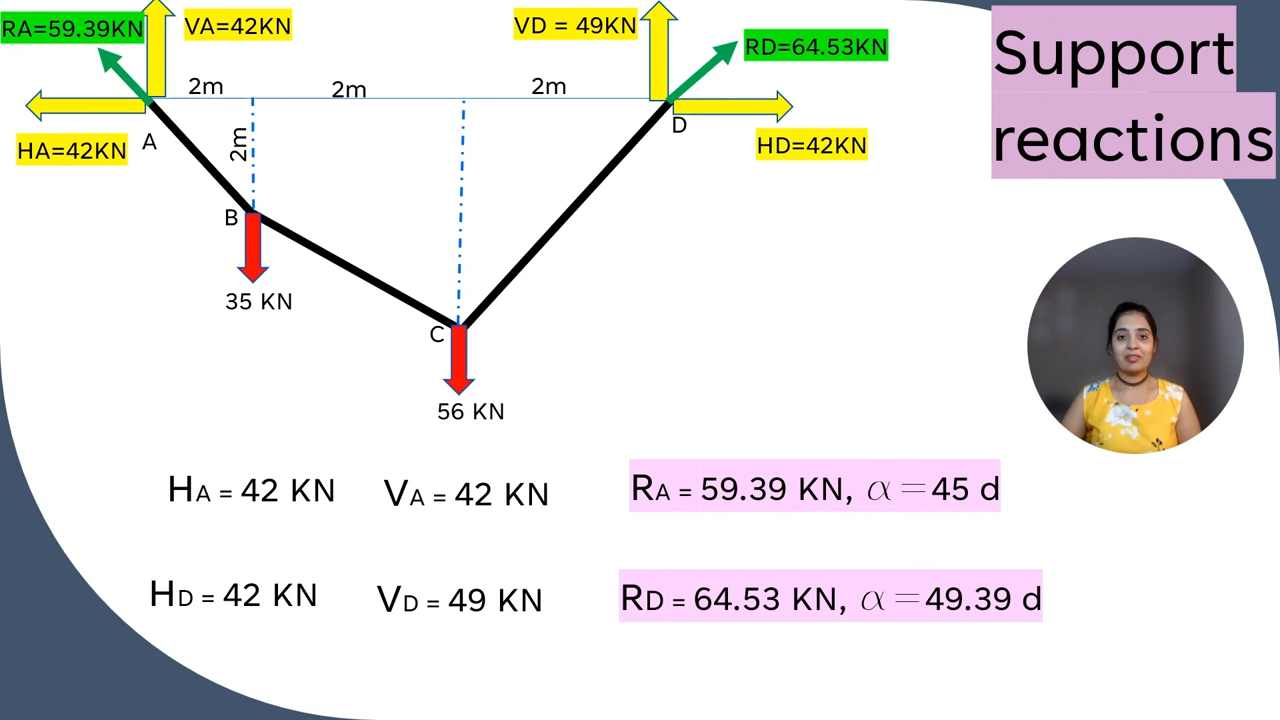 RA=59.39KN
VA=42KN
VD = 49KN
RD=64.53KN
Support
reactions
2m
2m
2m
HA=42KN
A
2m
D
HD=42KN
B
35 KN
C
56 KN
HA = 42 KN
VA = 42 KN
RA = 59.39 KN, α = 45 d
HD = 42 KN
VD = 49 KN
RD = 64.53 KN, α = 49.39 d